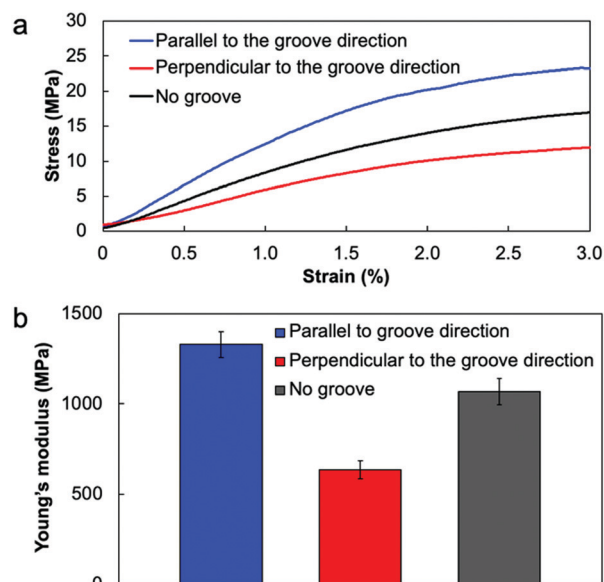 a
30
25
20
15
10
5
0
Stress (MPa)
Parallel to the groove direction
Perpendicular to the groove direction
No groove
0 0.5 1.0 1.5 2.0 2.5 3.0
Strain (%)
b
1500
1000
500
0
Young's modulus (MPa)
Parallel to groove direction
Perpendicular to the groove direction
No groove